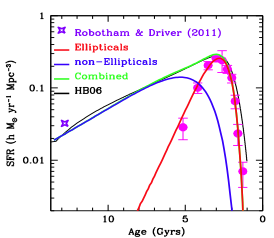 Robotham & Driver (2011)
Ellipticals
non-Ellipticals
Combined
HB06
SFR (h M⊙ yr⁻¹ Mpc⁻³)
1
0.1
0.01
10
5
0
Age (Gyrs)